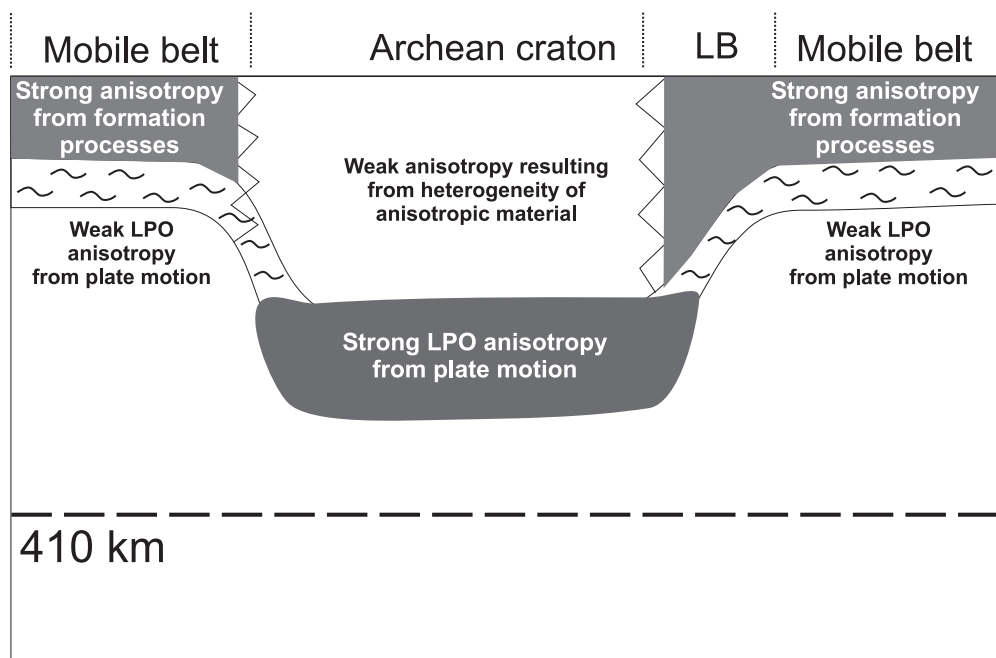 Mobile belt
Archean craton
LB
Mobile belt
Strong anisotropy
from formation
processes
Weak anisotropy resulting
from heterogeneity of
anisotropic material
Strong anisotropy
from formation
processes
Weak LPO
anisotropy
from plate motion
Weak LPO
anisotropy
from plate motion
Strong LPO anisotropy
from plate motion
410 km